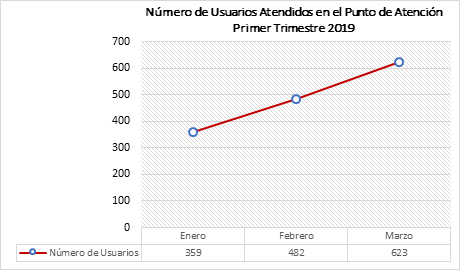 Número de Usuarios Atendidos en el Punto de Atención
Primer Trimestre 2019
700
600
500
400
300
200
100
0
Enero Febrero Marzo
Número de Usuarios 359 482 623